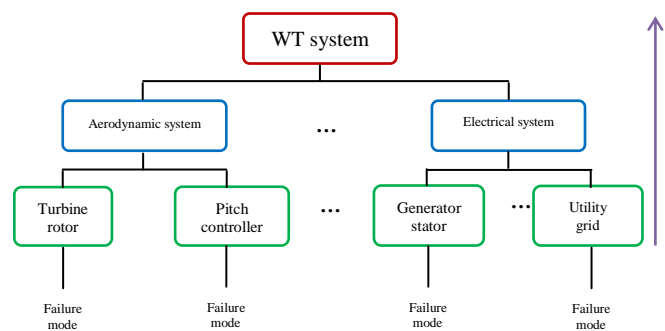 WT system
Aerodynamic system
...
Electrical system
Turbine
rotor
Pitch
controller
...
Generator
stator
...
Utility
grid
Failure
mode
Failure
mode
Failure
mode
Failure
mode